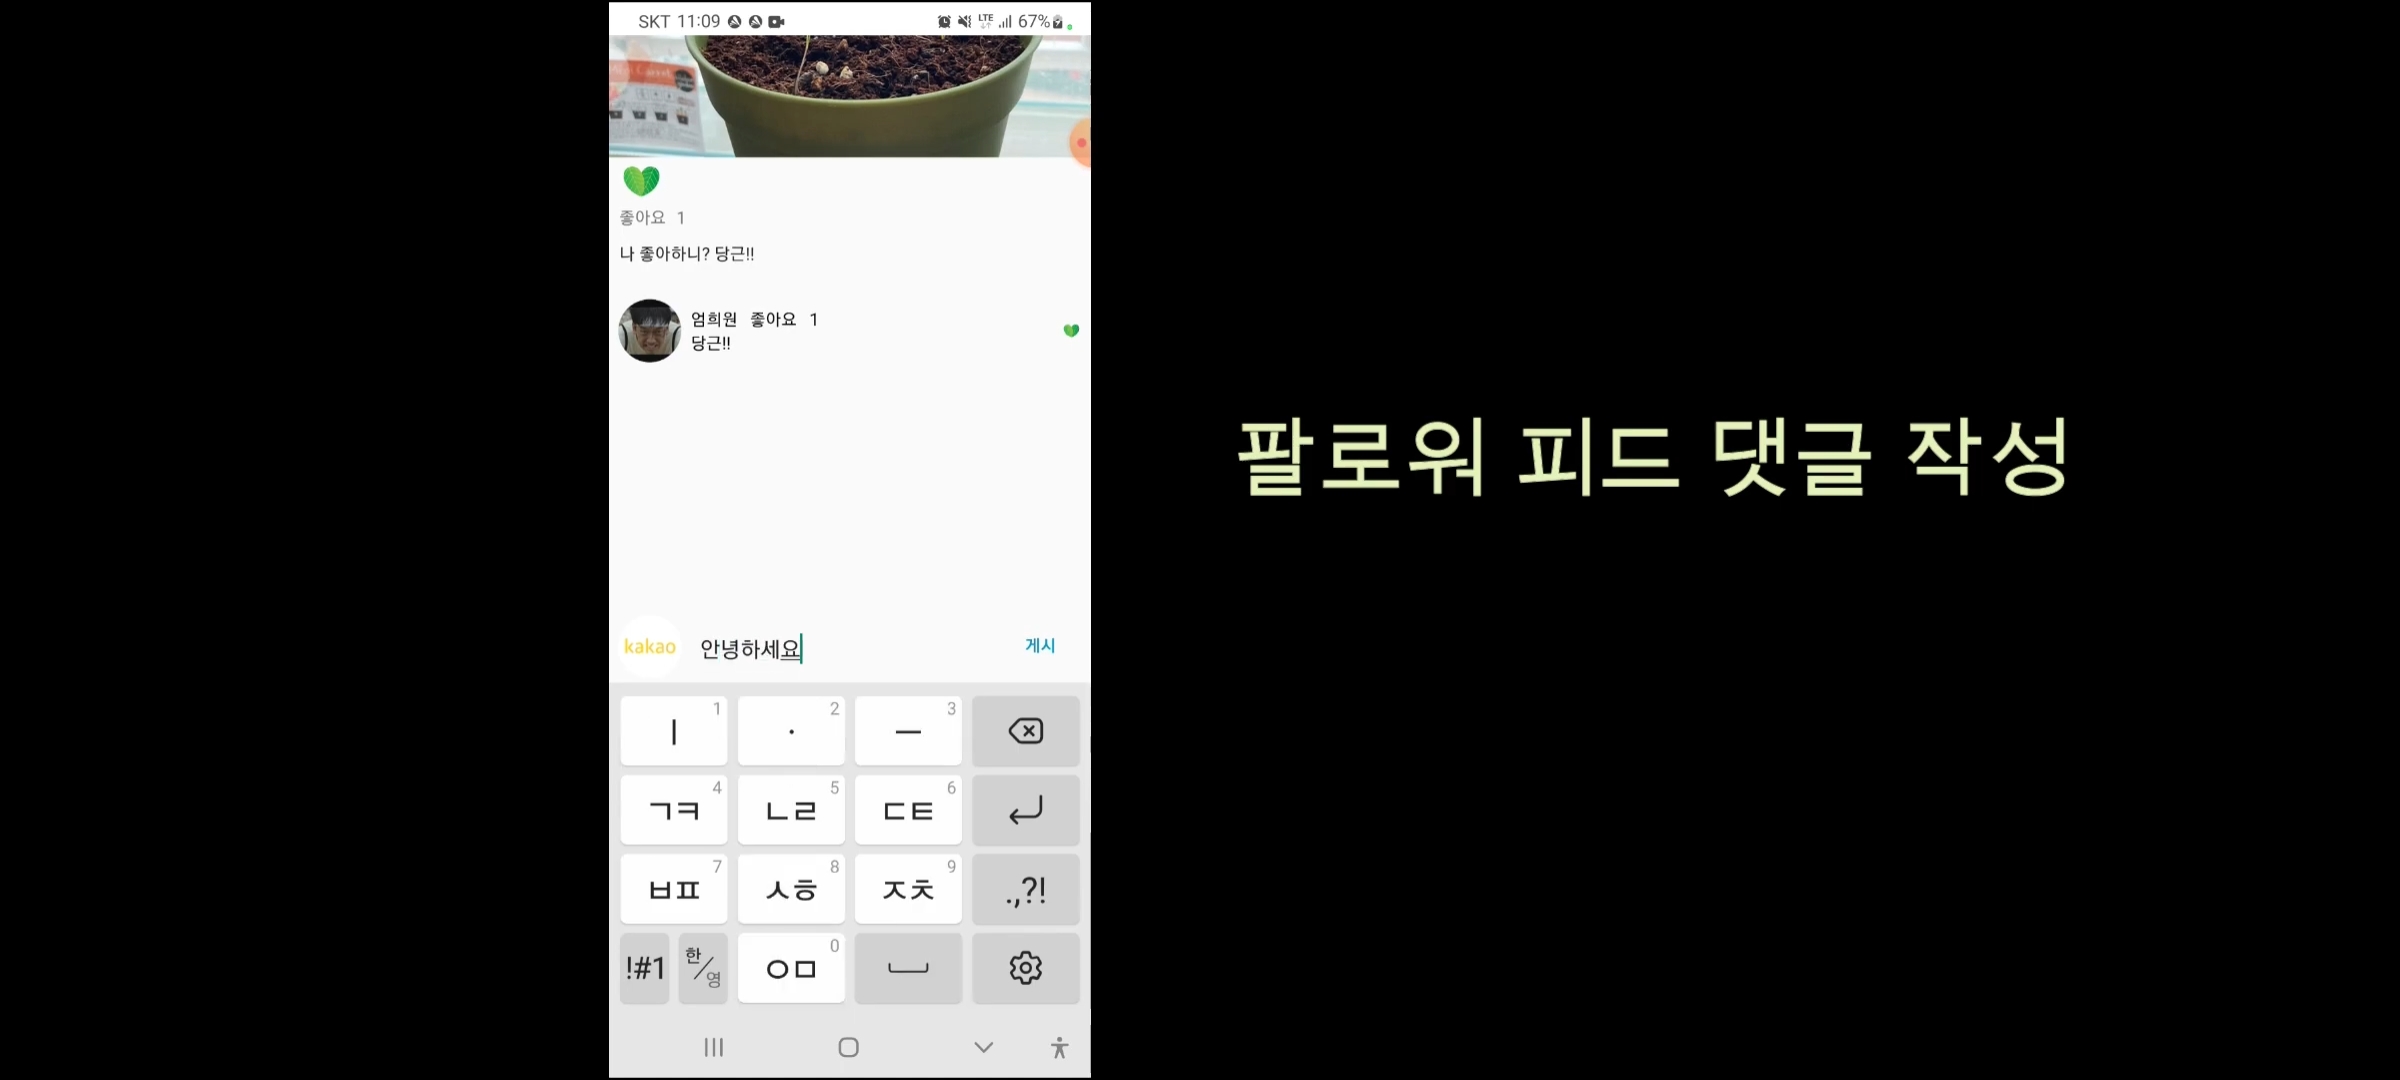 SKT 11:09
LTE 67%
좋아요 1
나 좋아하니? 당근!!
엄희원 좋아요 1
당근!!
kakao 안녕하세요 게시
ㅣ 1 · 2 ㅡ 3
ㄱㅋ 4 ㄴㄹ 5 ㄷㅌ 6
ㅂㅍ 7 ㅅㅎ 8 ㅈㅊ 9 .,?!
!#1 한/영 ㅇㅁ 0
팔로워 피드 댓글 작성